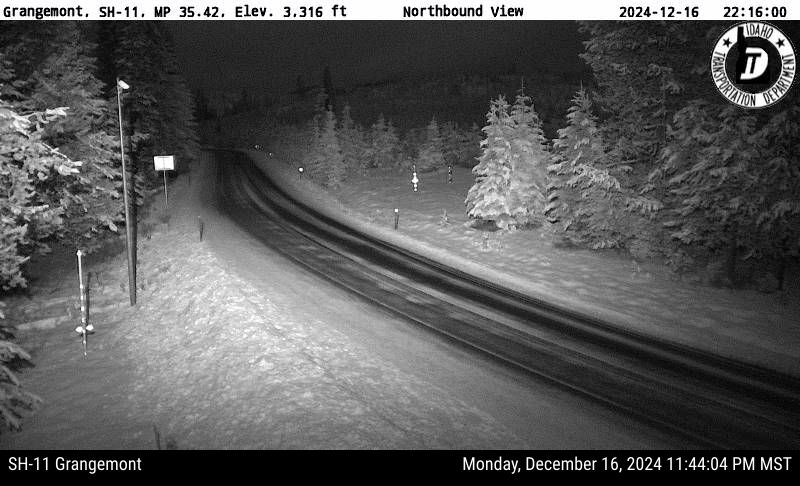 Grangemont, SH-11, MP 35.42, Elev. 3,316 ft Northbound View 2024-12-16 22:16:00
IDAHO
TRANSPORTATION DEPARTMENT
SH-11 Grangemont Monday, December 16, 2024 11:44:04 PM MST